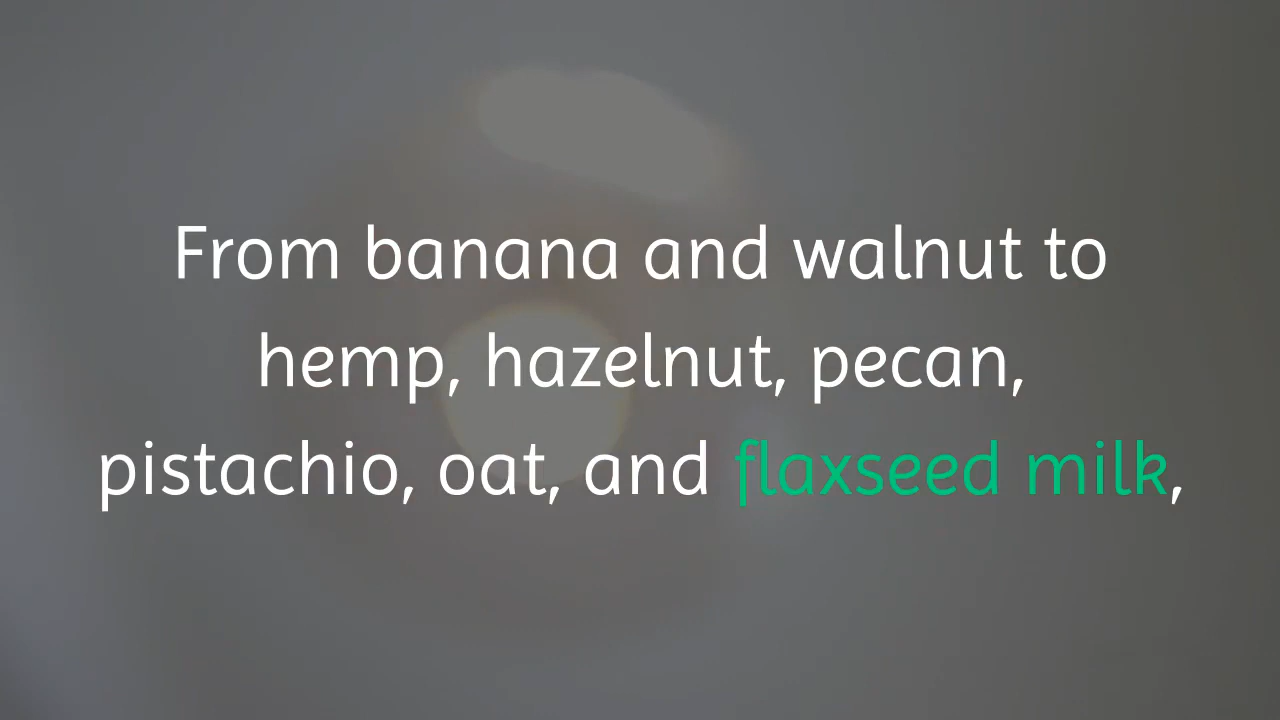 From banana and walnut to
hemp, hazelnut, pecan,
pistachio, oat, and flaxseed milk,